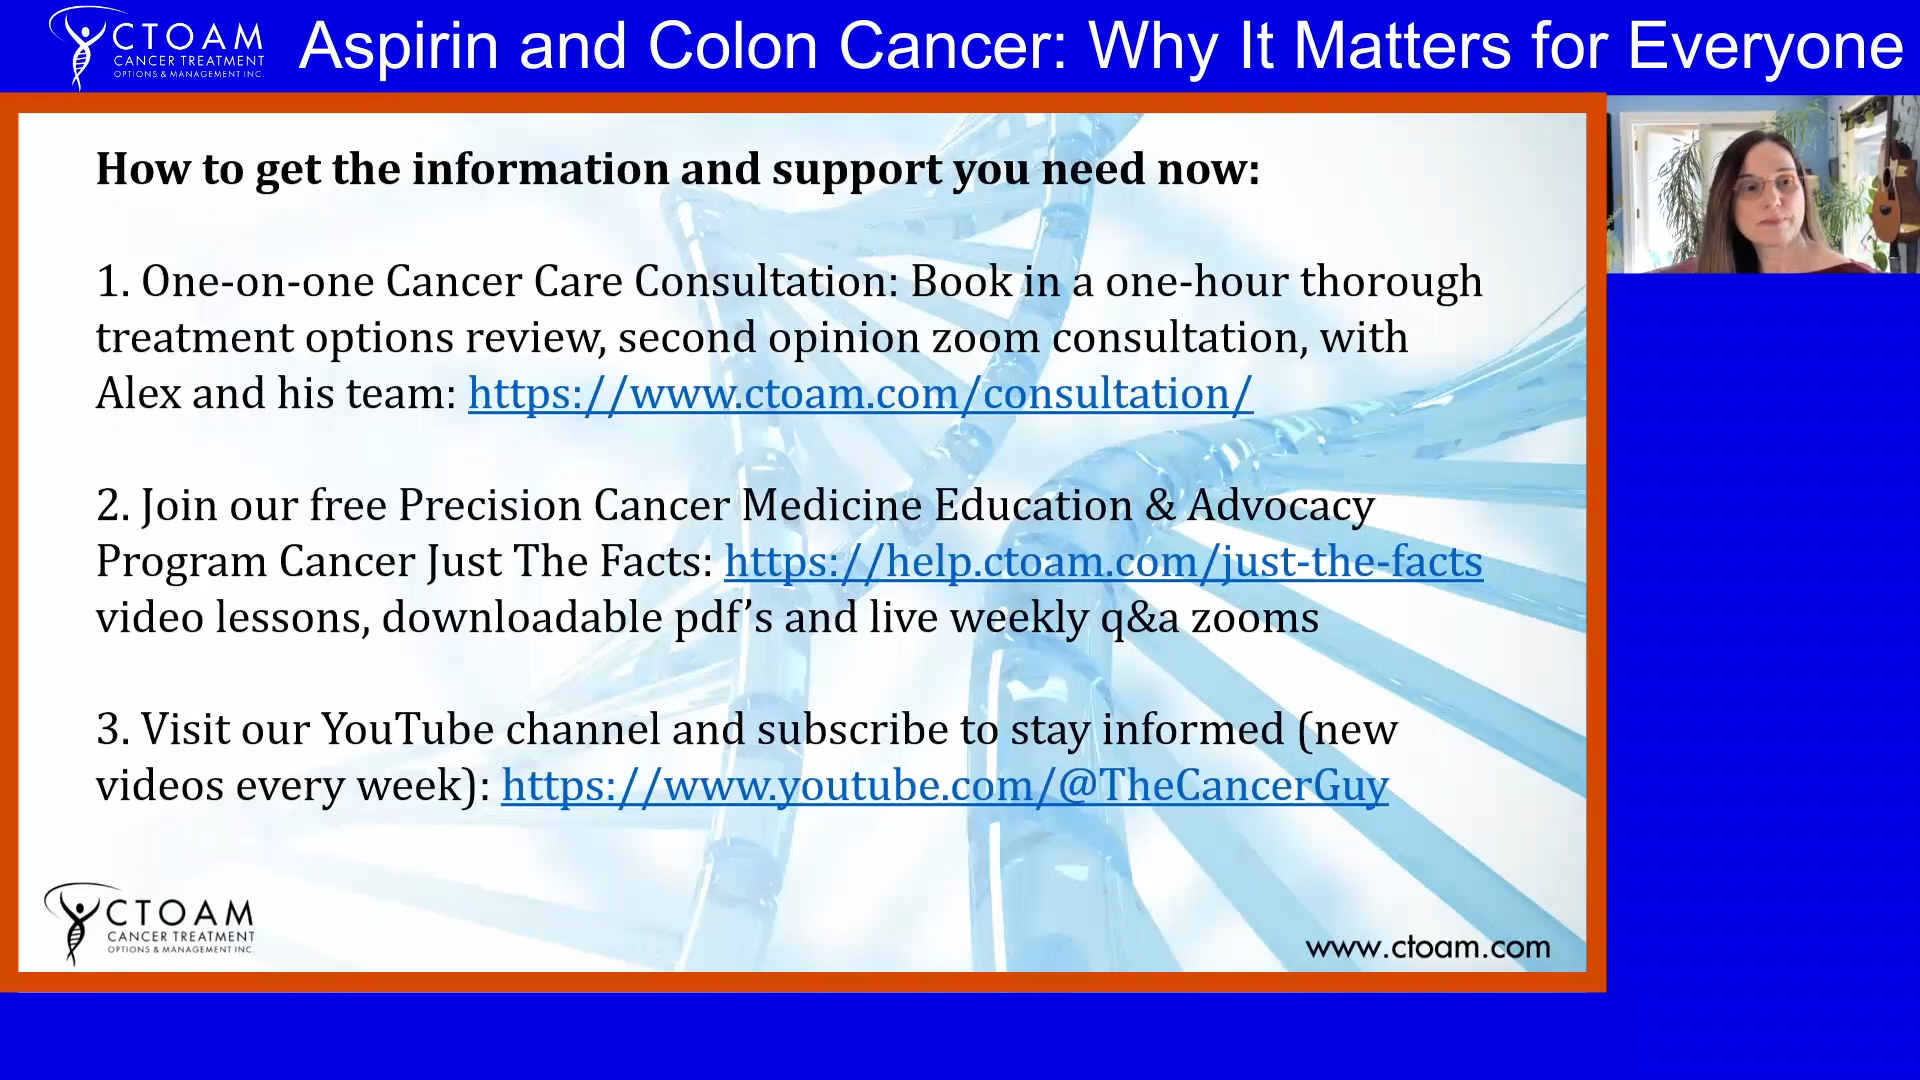 CTOAM
CANCER TREATMENT
OPTIONS & MANAGEMENT INC.
Aspirin and Colon Cancer: Why It Matters for Everyone
How to get the information and support you need now:
1. One-on-one Cancer Care Consultation: Book in a one-hour thorough
treatment options review, second opinion zoom consultation, with
Alex and his team: https://www.ctoam.com/consultation/
2. Join our free Precision Cancer Medicine Education & Advocacy
Program Cancer Just The Facts: https://help.ctoam.com/just-the-facts
video lessons, downloadable pdf’s and live weekly q&a zooms
3. Visit our YouTube channel and subscribe to stay informed (new
videos every week): https://www.youtube.com/@TheCancerGuy
CTOAM
CANCER TREATMENT
OPTIONS & MANAGEMENT INC.
www.ctoam.com